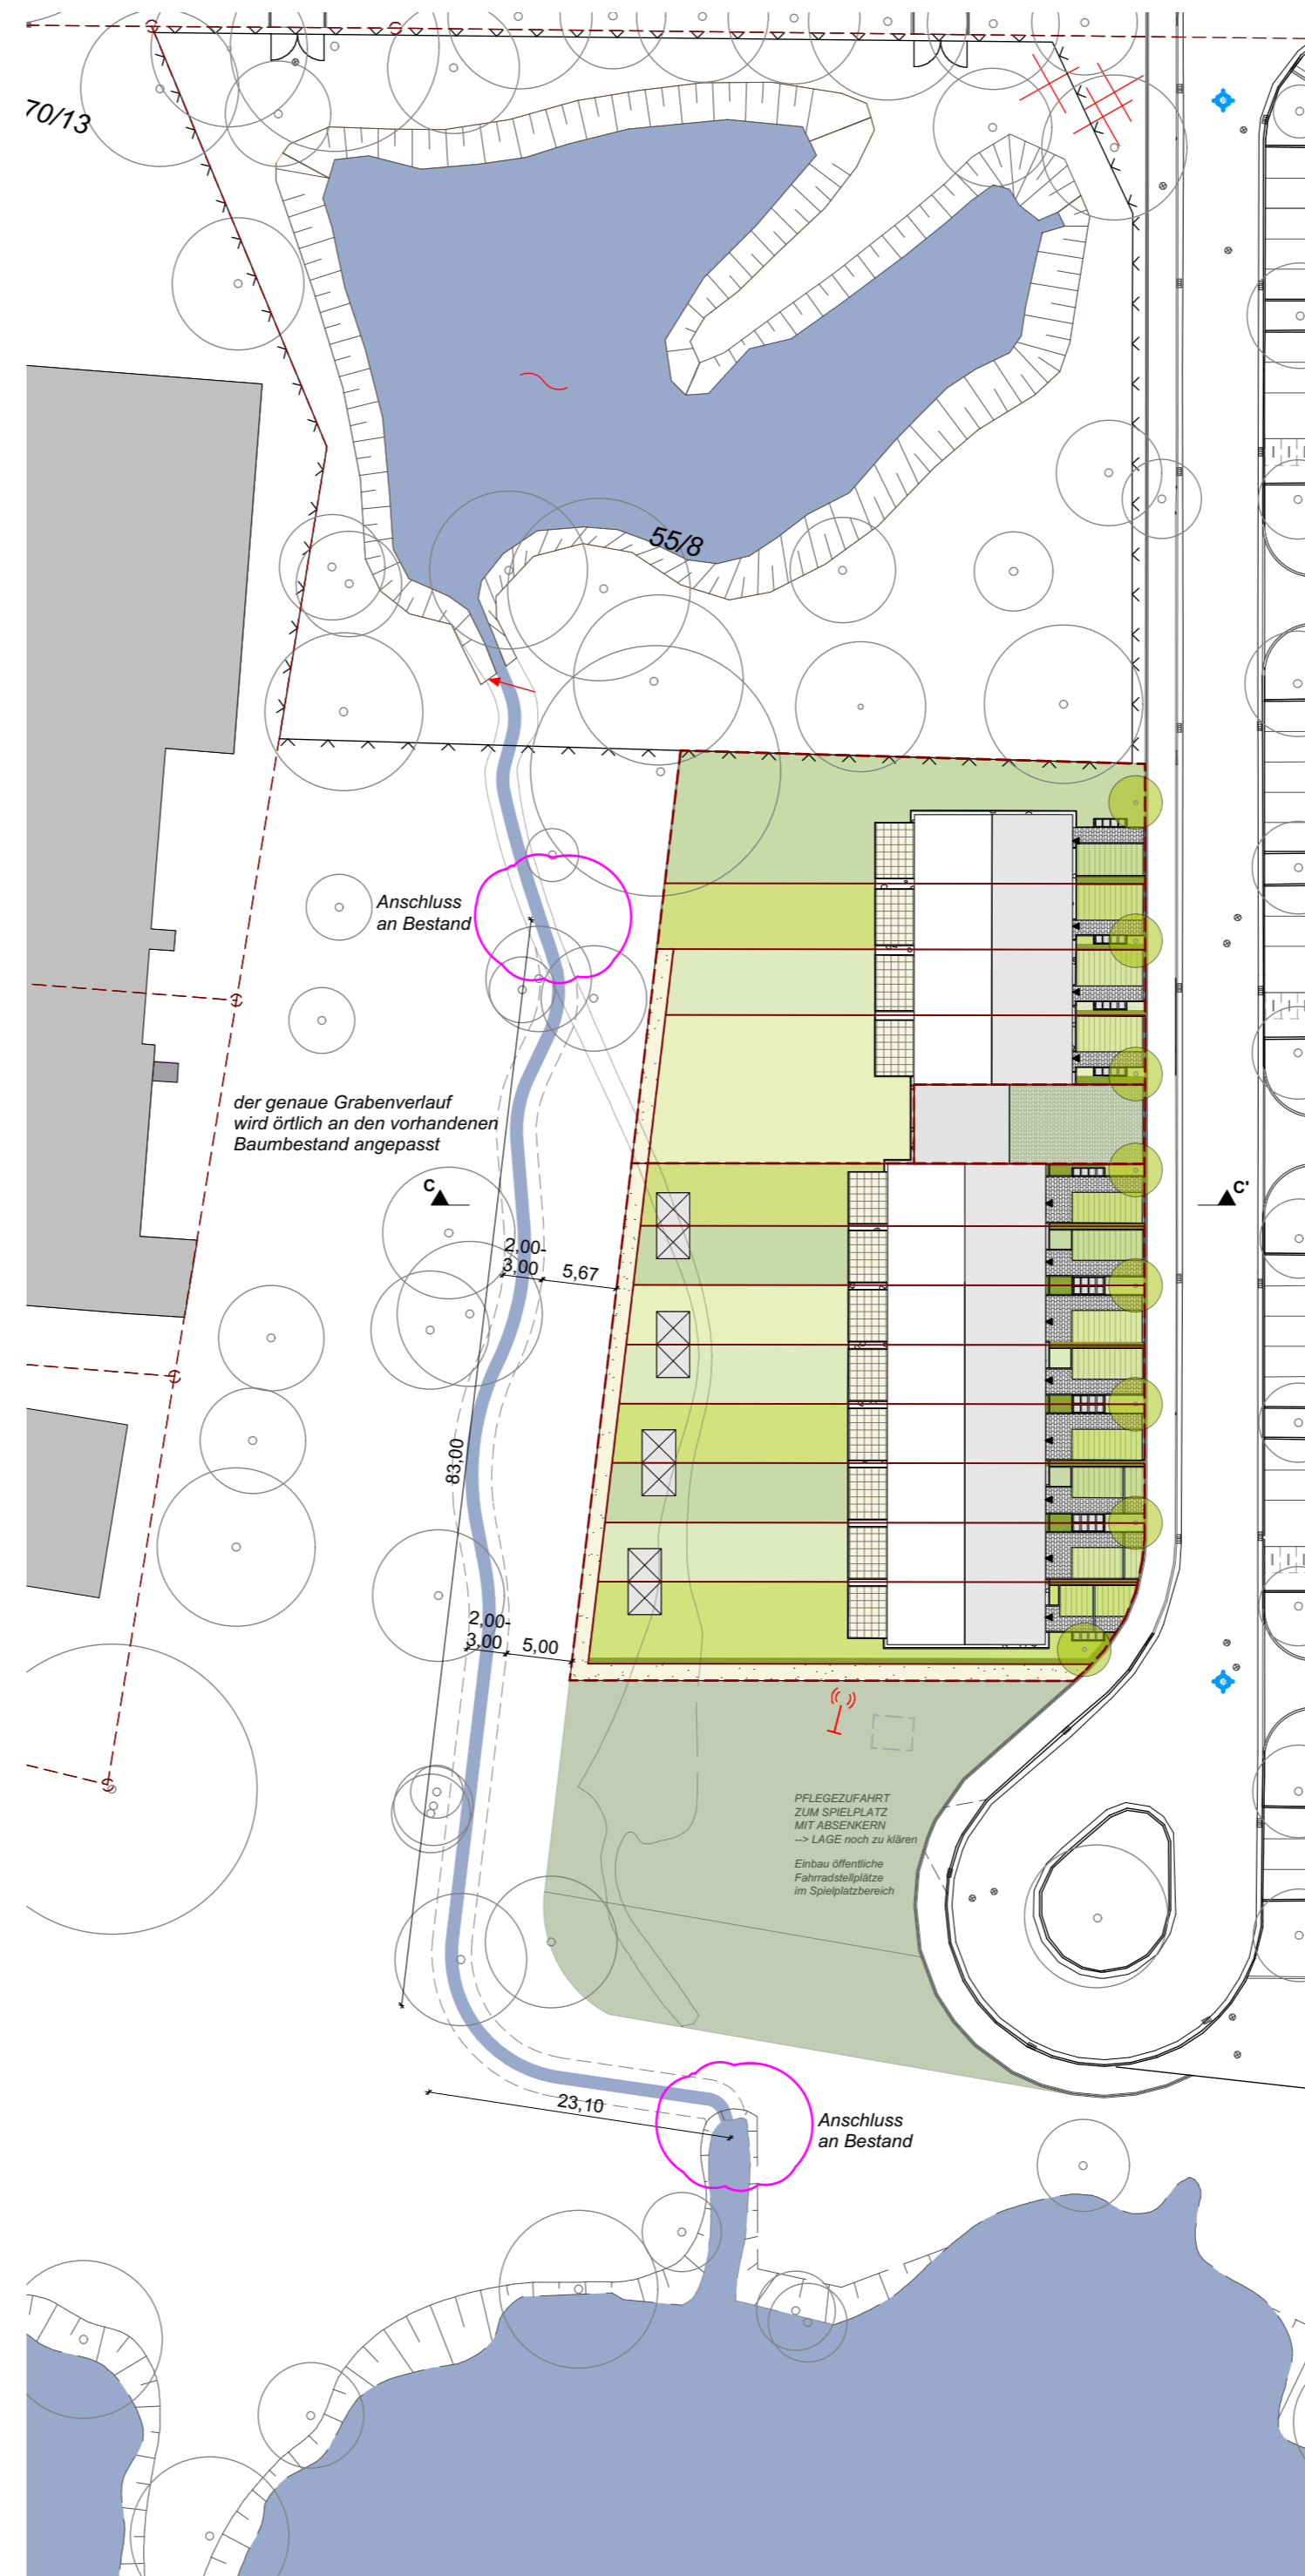 70/13
55/8
Anschluss
an Bestand
der genaue Grabenverlauf
wird örtlich an den vorhandenen
Baumbestand angepasst
C
C'
2,00-
3,00
5,67
83,00
2,00-
3,00
5,00
PFLEGEZUFAHRT
ZUM SPIELPLATZ
MIT ABSENKERN
--> LAGE noch zu klären
Einbau öffentliche
Fahrradstellplätze
im Spielplatzbereich
23,10
Anschluss
an Bestand